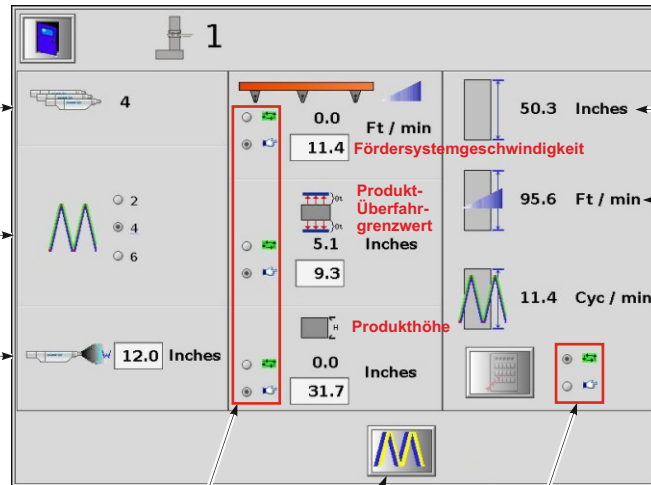 1
4
2
4
6
W 12.0 Inches
0.0
Ft / min
11.4
Fördersystemgeschwindigkeit
Produkt-
Überfahr-
grenzwert
5.1
Inches
9.3
H
Produkthöhe
0.0
Inches
31.7
50.3 Inches
95.6 Ft / min
11.4 Cyc / min